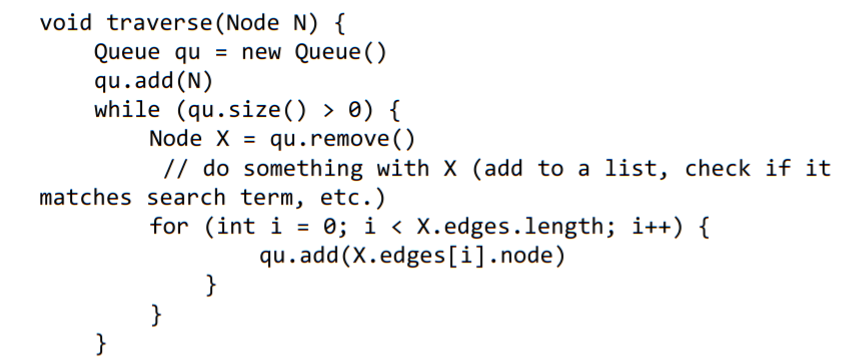 void traverse(Node N) {
    Queue qu = new Queue()
    qu.add(N)
    while (qu.size() > 0) {
        Node X = qu.remove()
         // do something with X (add to a list, check if it
matches search term, etc.)
        for (int i = 0; i < X.edges.length; i++) {
                qu.add(X.edges[i].node)
            }
        }
    }